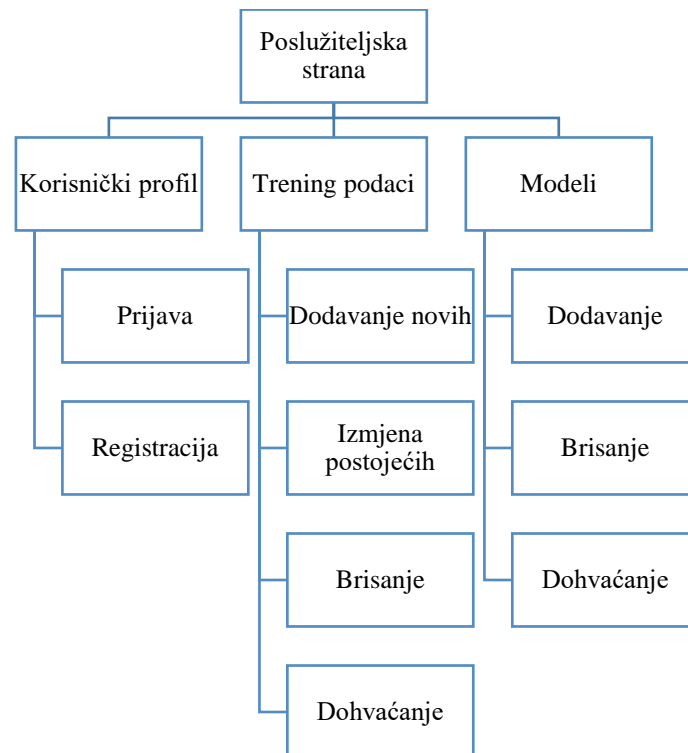 Poslužiteljska
strana
Korisnički profil
Trening podaci
Modeli
Prijava
Registracija
Dodavanje novih
Izmjena
postojećih
Brisanje
Dohvaćanje
Dodavanje
Brisanje
Dohvaćanje